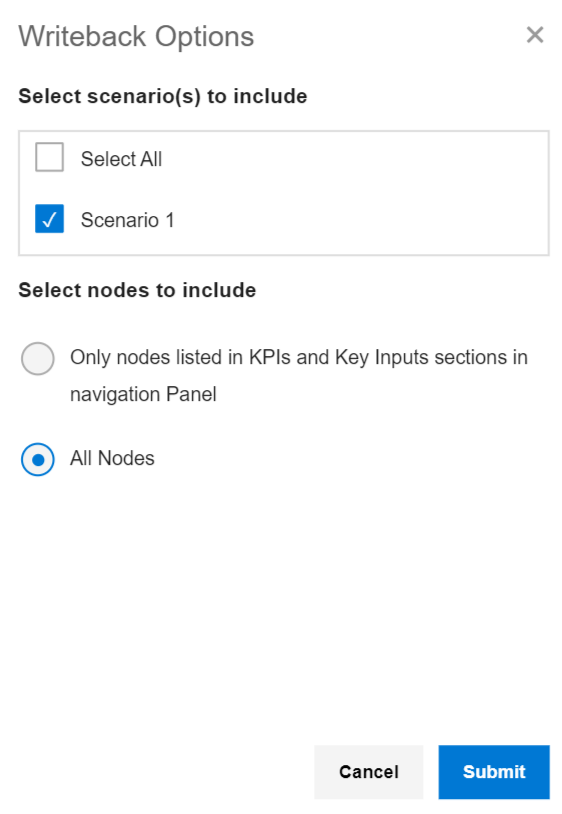 Writeback Options
Select scenario(s) to include
Select All
Scenario 1
Select nodes to include
Only nodes listed in KPIs and Key Inputs sections in
navigation Panel
All Nodes
Cancel
Submit